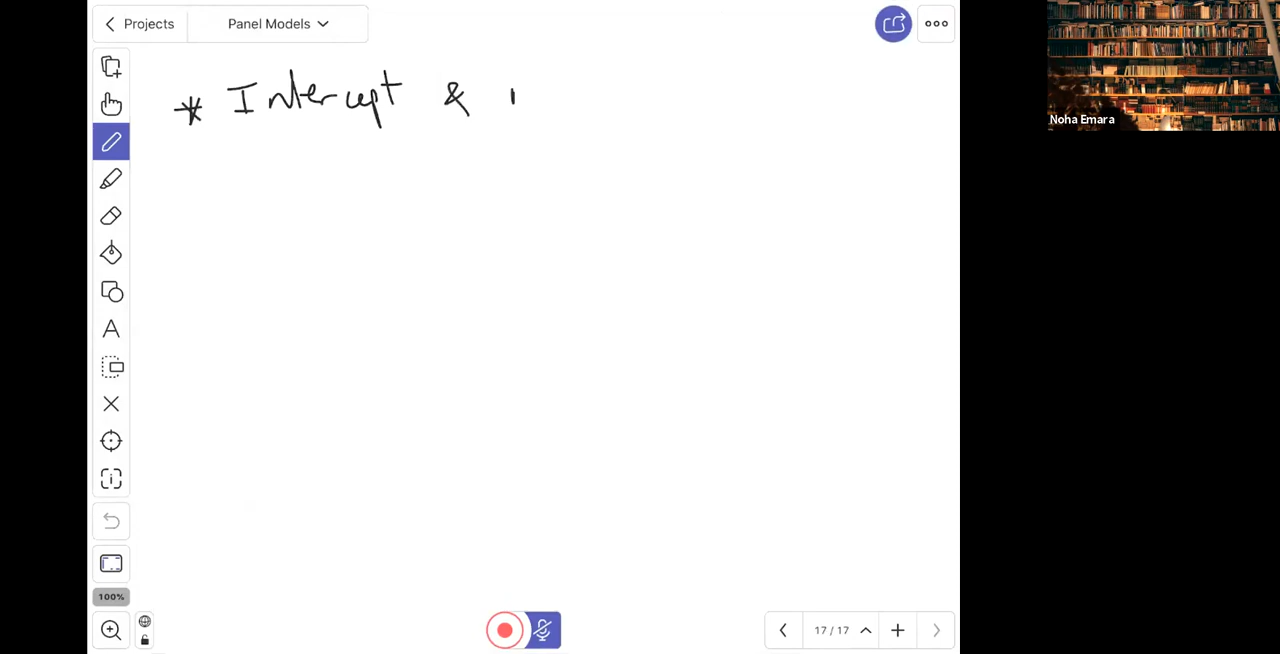 Projects
Panel Models
* Intercept &
Noha Emara
A
100%
17 / 17